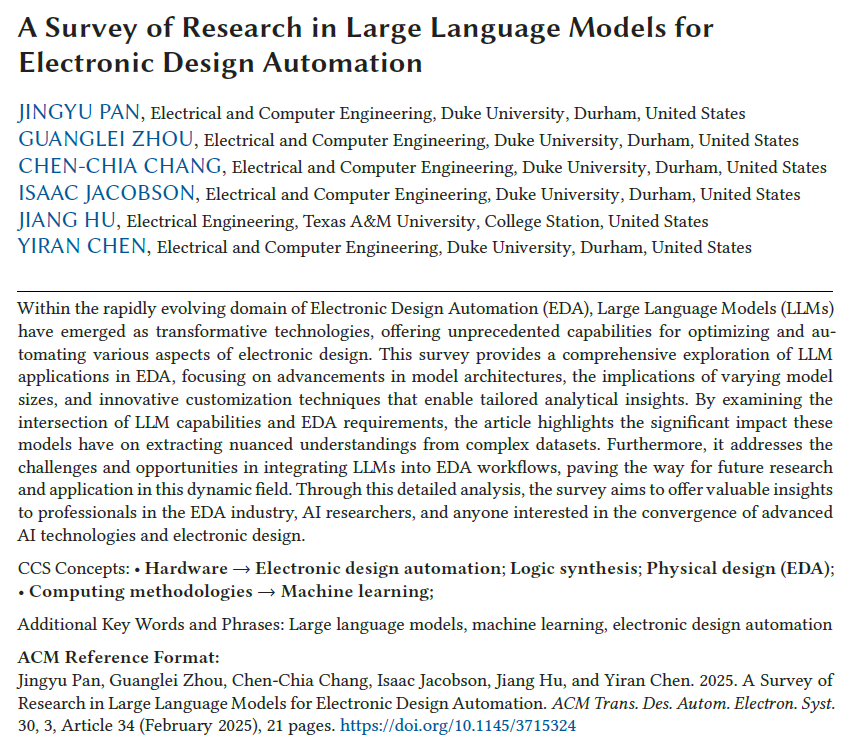 A Survey of Research in Large Language Models for
Electronic Design Automation
JINGYU PAN, Electrical and Computer Engineering, Duke University, Durham, United States
GUANGLEI ZHOU, Electrical and Computer Engineering, Duke University, Durham, United States
CHEN-CHIA CHANG, Electrical and Computer Engineering, Duke University, Durham, United States
ISAAC JACOBSON, Electrical and Computer Engineering, Duke University, Durham, United States
JIANG HU, Electrical Engineering, Texas A&M University, College Station, United States
YIRAN CHEN, Electrical and Computer Engineering, Duke University, Durham, United States
Within the rapidly evolving domain of Electronic Design Automation (EDA), Large Language Models (LLMs)
have emerged as transformative technologies, offering unprecedented capabilities for optimizing and au-
tomating various aspects of electronic design. This survey provides a comprehensive exploration of LLM
applications in EDA, focusing on advancements in model architectures, the implications of varying model
sizes, and innovative customization techniques that enable tailored analytical insights. By examining the
intersection of LLM capabilities and EDA requirements, the article highlights the significant impact these
models have on extracting nuanced understandings from complex datasets. Furthermore, it addresses the
challenges and opportunities in integrating LLMs into EDA workflows, paving the way for future research
and application in this dynamic field. Through this detailed analysis, the survey aims to offer valuable insights
to professionals in the EDA industry, AI researchers, and anyone interested in the convergence of advanced
AI technologies and electronic design.
CCS Concepts: • Hardware → Electronic design automation; Logic synthesis; Physical design (EDA);
• Computing methodologies → Machine learning;
Additional Key Words and Phrases: Large language models, machine learning, electronic design automation
ACM Reference Format:
Jingyu Pan, Guanglei Zhou, Chen-Chia Chang, Isaac Jacobson, Jiang Hu, and Yiran Chen. 2025. A Survey of
Research in Large Language Models for Electronic Design Automation. ACM Trans. Des. Autom. Electron. Syst.
30, 3, Article 34 (February 2025), 21 pages. https://doi.org/10.1145/3715324